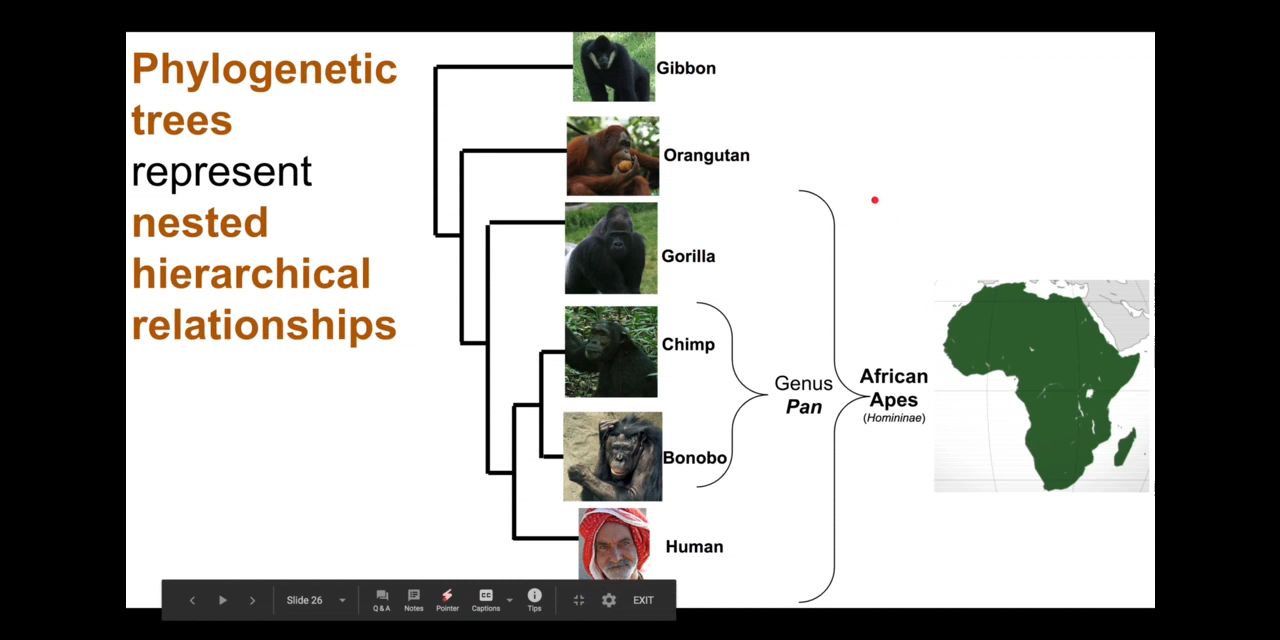 Phylogenetic
trees
represent
nested
hierarchical
relationships
Gibbon
Orangutan
Gorilla
Chimp
Bonobo
Human
Genus
Pan
African
Apes
(Homininae)
Slide 26
Q & A
Notes
Pointer
CC
Captions
Tips
EXIT